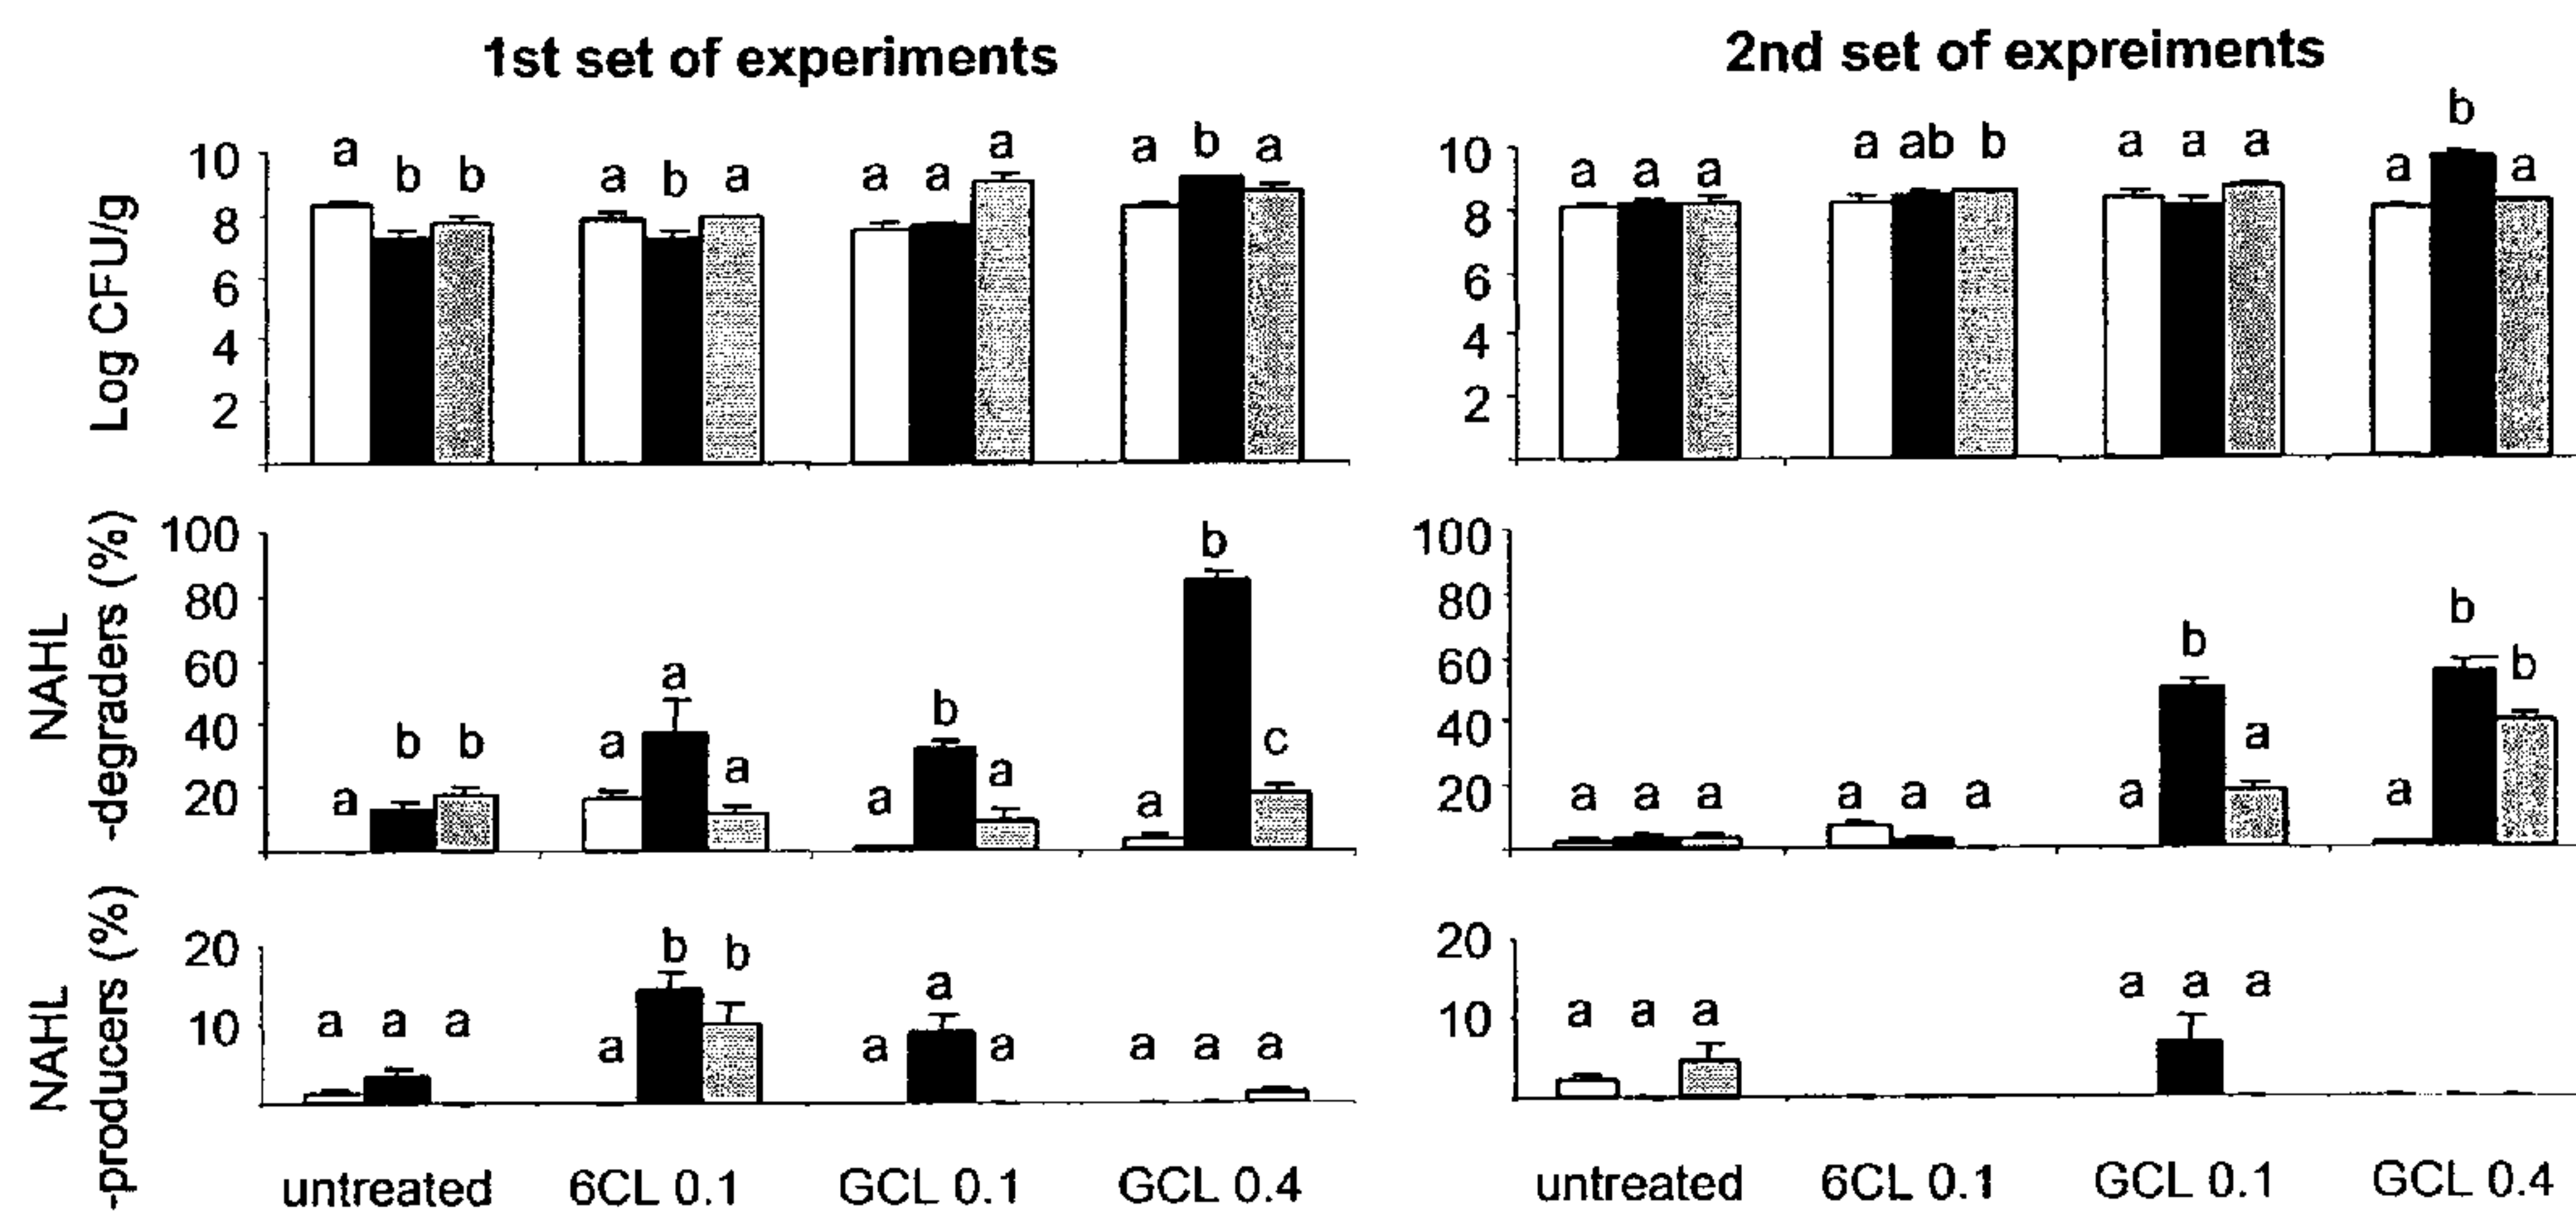 1st set of experiments
2nd set of expreiments
Log CFU/g
10
8
6
4
2
a b b a b a a a a a b a
10
8
6
4
2
a a a a ab b a a a a b a
NAHL
-degraders (%)
100
80
60
40
20
a b b a a a a b a a b c
100
80
60
40
20
a a a a a a a b a a b b
NAHL
-producers (%)
20
10
a a a a b b a a a a a a
20
10
a a a a a a
untreated 6CL 0.1 GCL 0.1 GCL 0.4
untreated 6CL 0.1 GCL 0.1 GCL 0.4